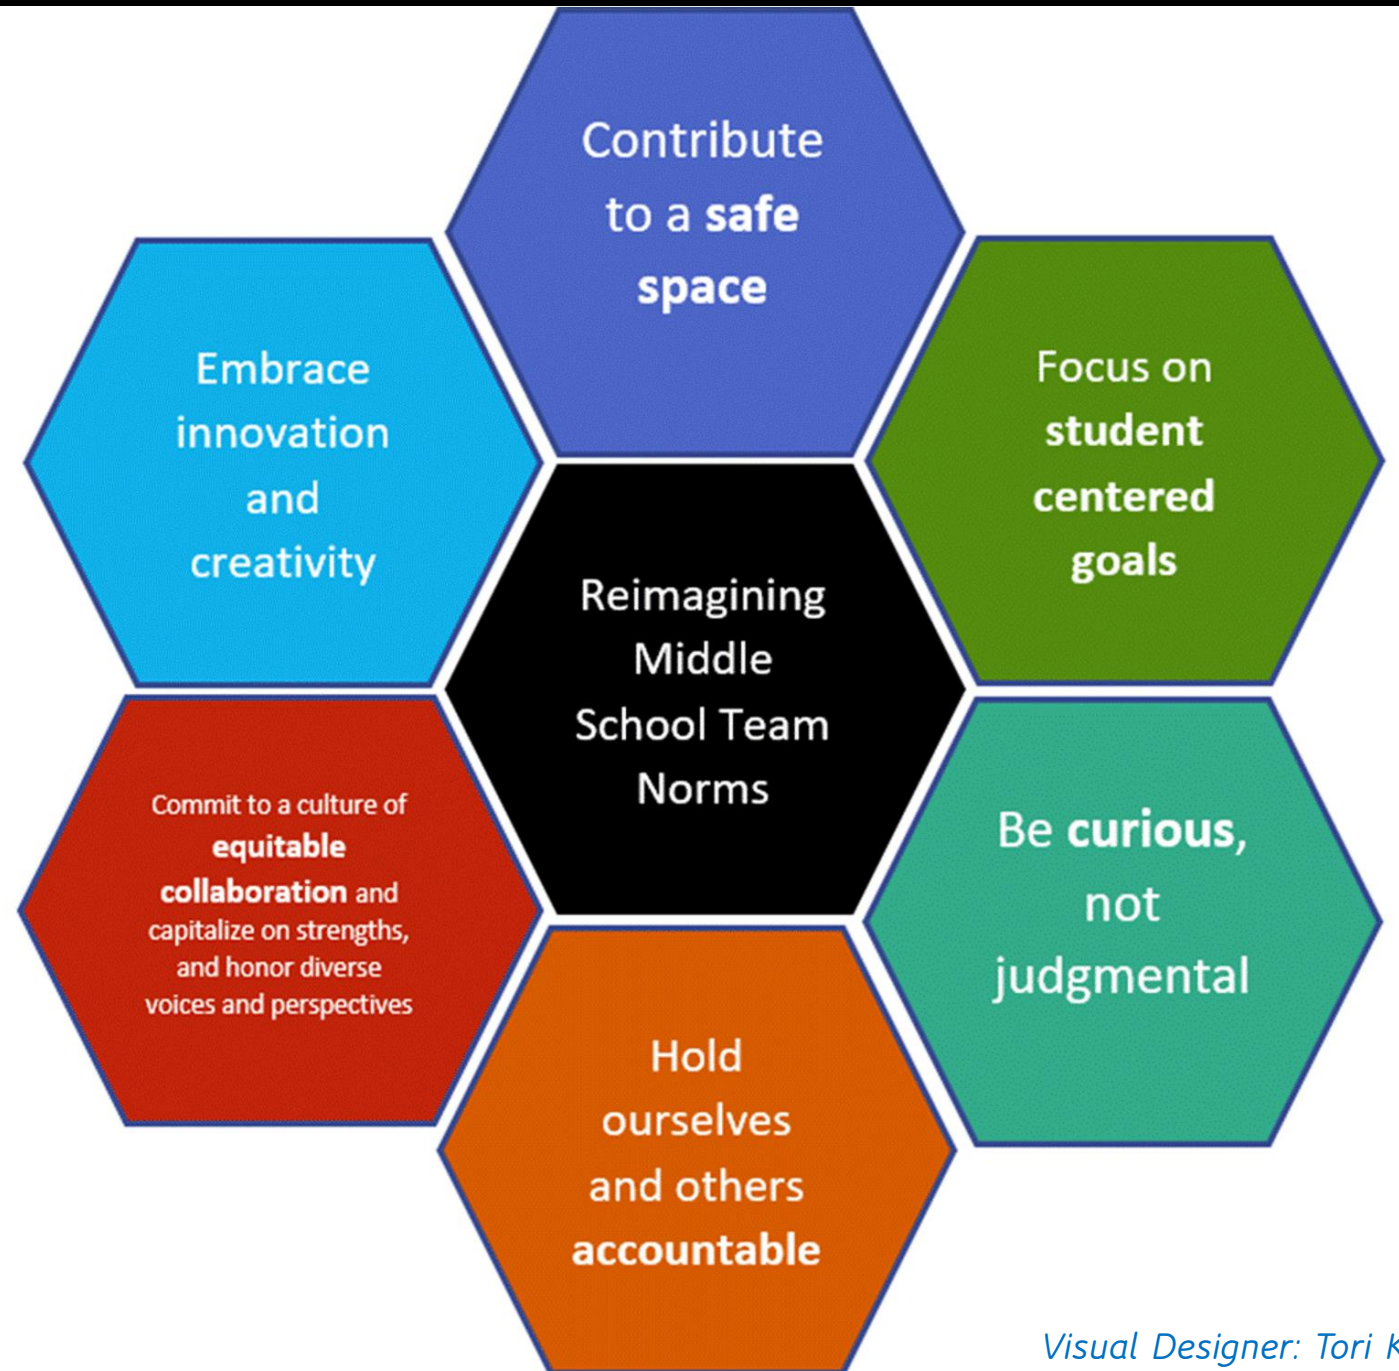 Contribute
to a safe
space
Embrace
innovation
and
creativity
Focus on
student
centered
goals
Reimagining
Middle
School Team
Norms
Commit to a culture of
equitable
collaboration and
capitalize on strengths,
and honor diverse
voices and perspectives
Be curious,
not
judgmental
Hold
ourselves
and others
accountable
Visual Designer: Tori